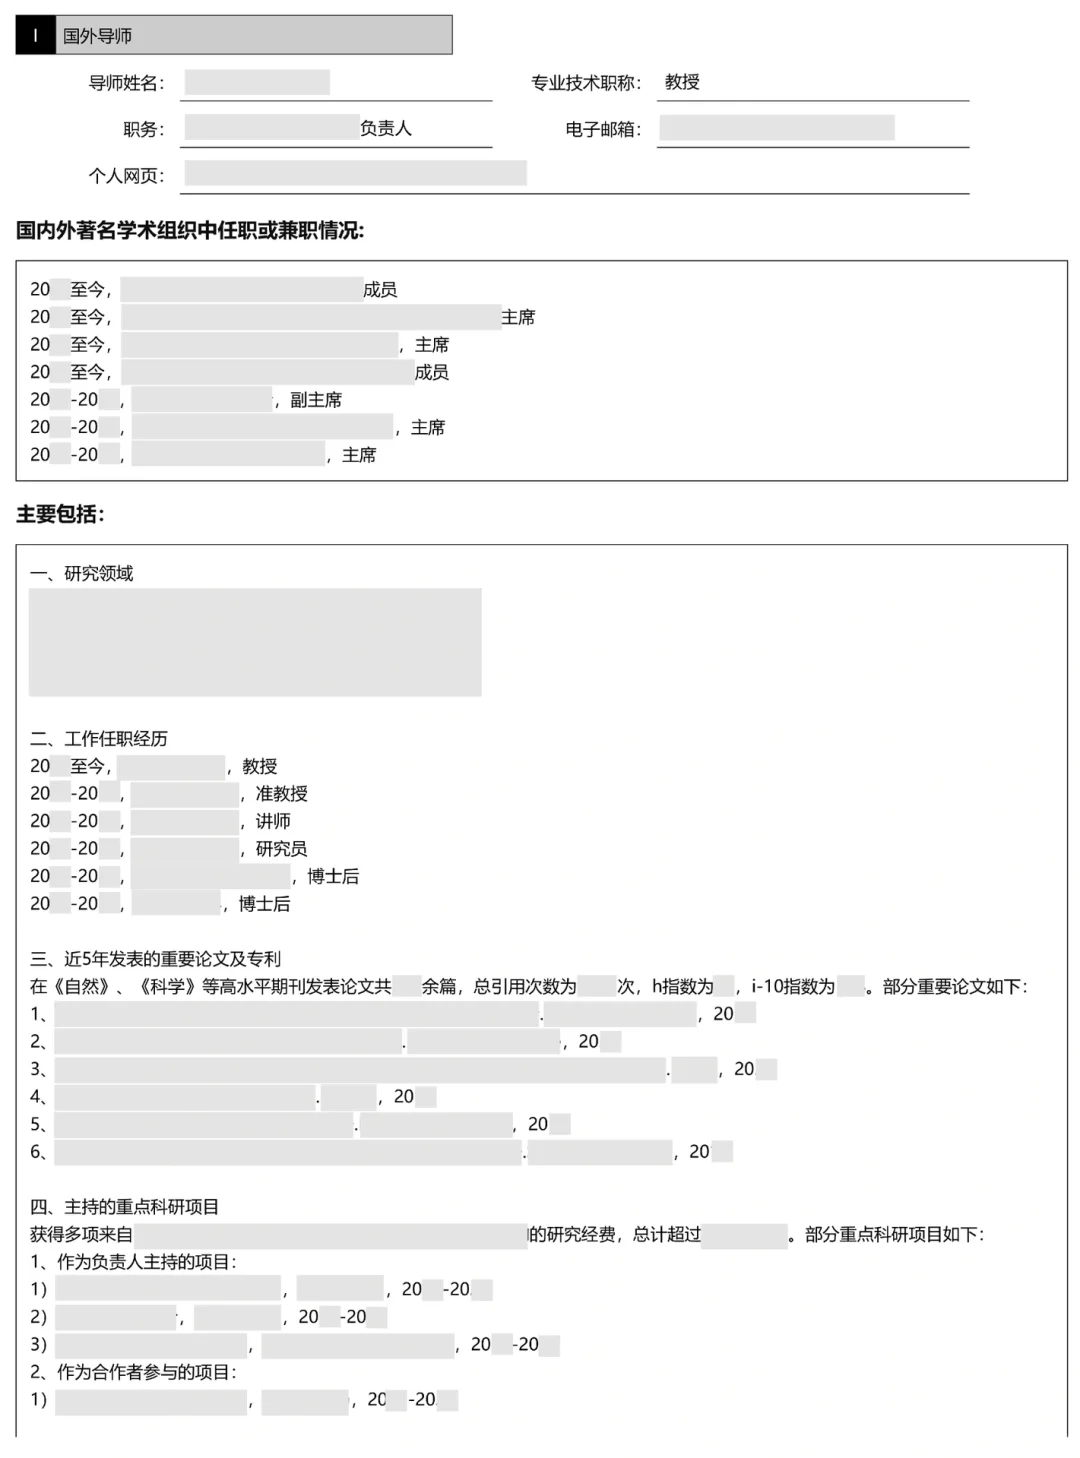 I 国外导师
导师姓名： 专业技术职称： 教授
职务： 负责人 电子邮箱：
个人网页：
国内外著名学术组织中任职或兼职情况:
20 至今， 成员
20 至今， 主席
20 至今， ，主席
20 至今， 成员
20 -20 ， ，副主席
20 -20 ， ，主席
20 -20 ， ，主席
主要包括：
一、研究领域
二、工作任职经历
20 至今， ，教授
20 -20 ， ，准教授
20 -20 ， ，讲师
20 -20 ， ，研究员
20 -20 ， ，博士后
20 -20 ， ，博士后
三、近5年发表的重要论文及专利
在《自然》、《科学》等高水平期刊发表论文共 余篇，总引用次数为 次，h指数为 ，i-10指数为 。部分重要论文如下：
1、 . ，20
2、 . ，20
3、 . ，20
4、 . ，20
5、 . ，20
6、 . ，20
四、主持的重点科研项目
获得多项来自 的研究经费，总计超过 。部分重点科研项目如下：
1、作为负责人主持的项目：
1） ， ，20 -20
2） ， ，20 -20
3） ， ，20 -20
2、作为合作者参与的项目：
1） ， ，20 -20